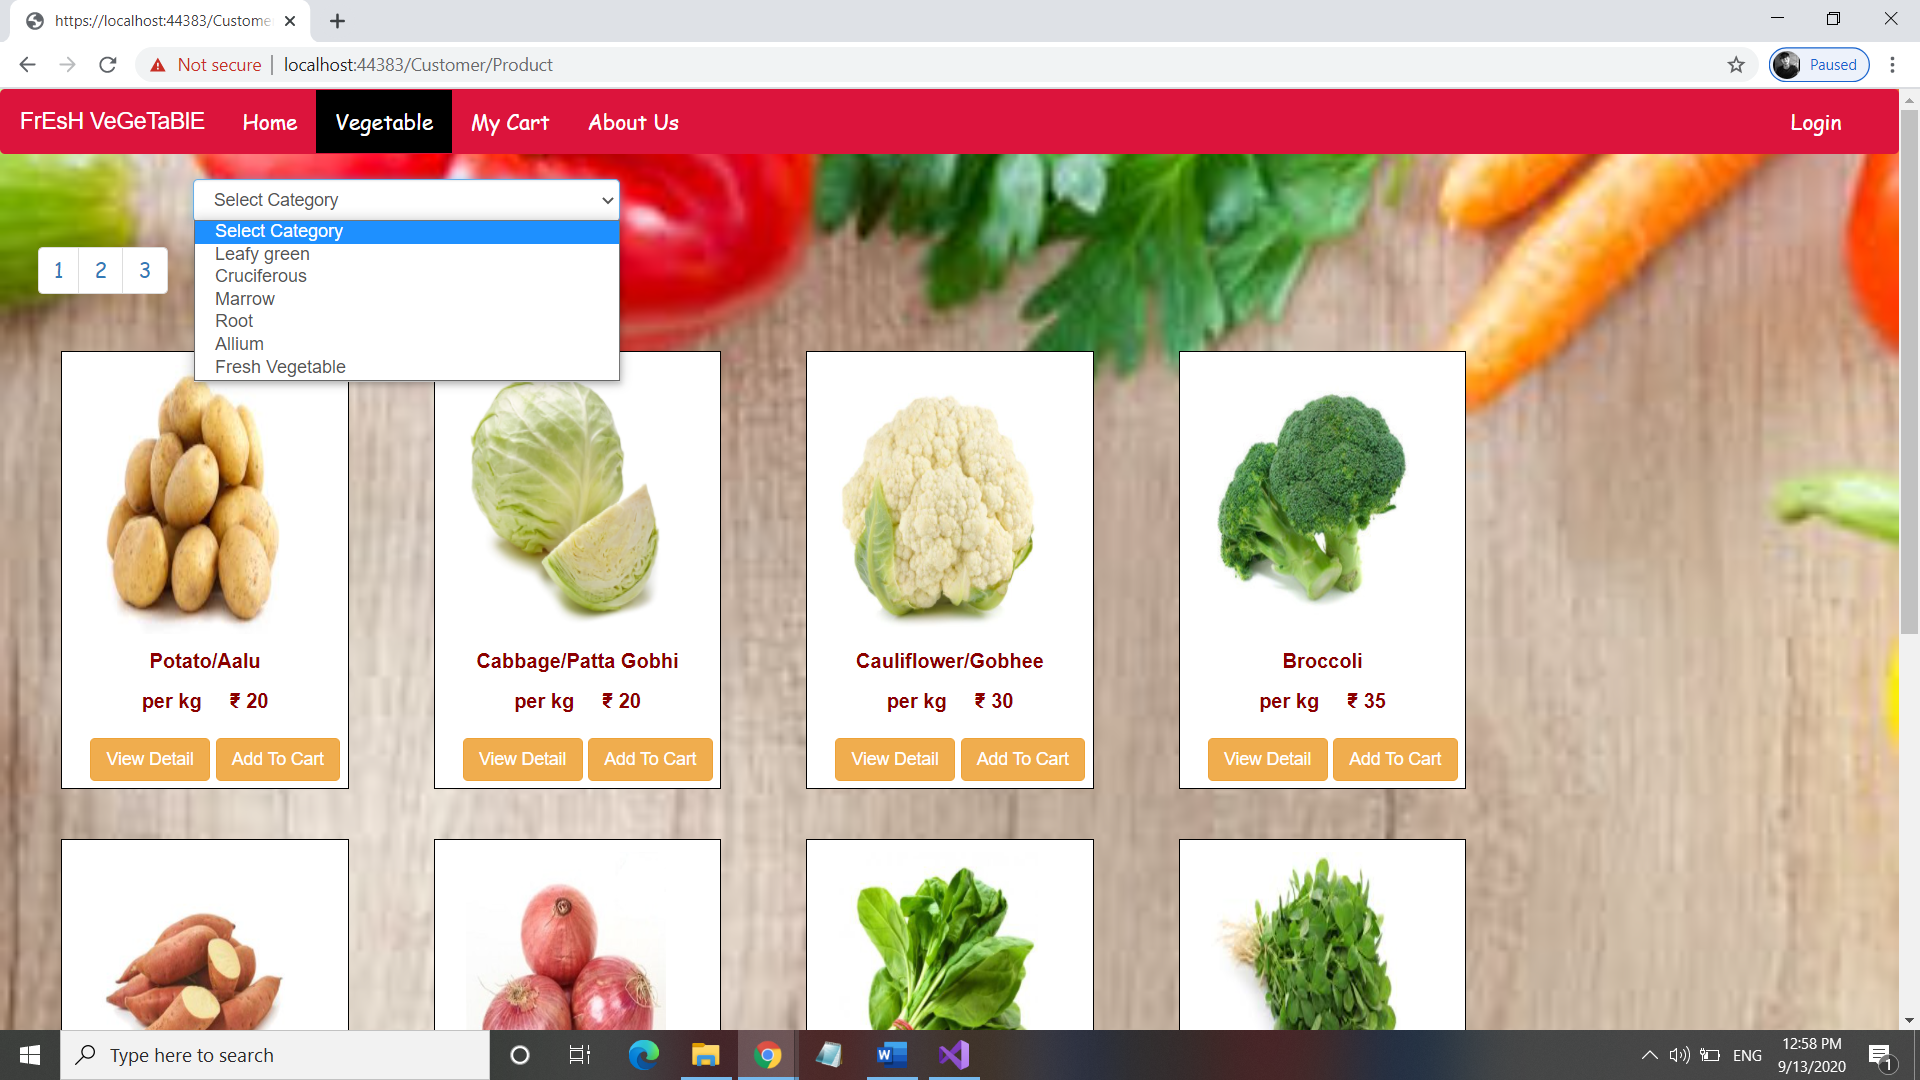 https://localhost:44383/Custome
Not secure | localhost:44383/Customer/Product
Paused
FrEsH VeGeTaBlE Home Vegetable My Cart About Us Login
Select Category
Select Category
Leafy green
Cruciferous
Marrow
Root
Allium
Fresh Vegetable
1 2 3
Potato/Aalu
per kg ₹ 20
View Detail Add To Cart
Cabbage/Patta Gobhi
per kg ₹ 20
View Detail Add To Cart
Cauliflower/Gobhee
per kg ₹ 30
View Detail Add To Cart
Broccoli
per kg ₹ 35
View Detail Add To Cart
Type here to search
ENG
12:58 PM
9/13/2020
1